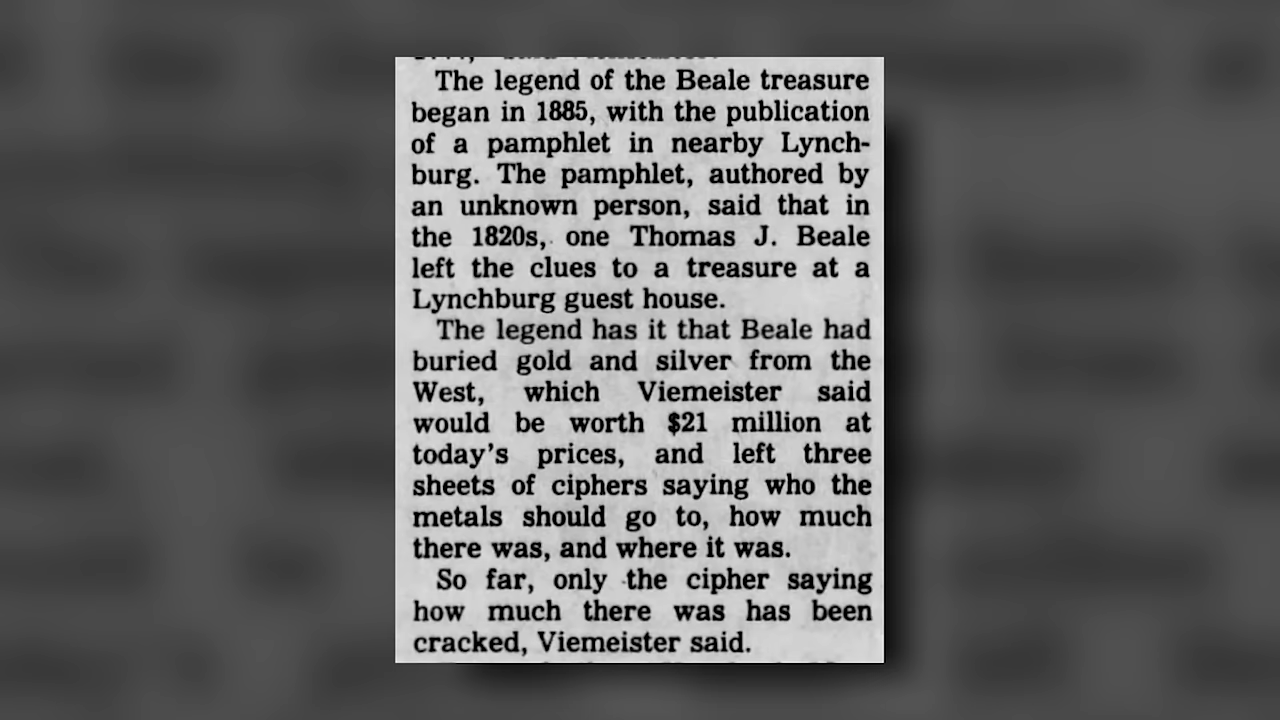 The legend of the Beale treasure
began in 1885, with the publication
of a pamphlet in nearby Lynch-
burg. The pamphlet, authored by
an unknown person, said that in
the 1820s, one Thomas J. Beale
left the clues to a treasure at a
Lynchburg guest house.
The legend has it that Beale had
buried gold and silver from the
West, which Viemeister said
would be worth $21 million at
today's prices, and left three
sheets of ciphers saying who the
metals should go to, how much
there was, and where it was.
So far, only the cipher saying
how much there was has been
cracked, Viemeister said.